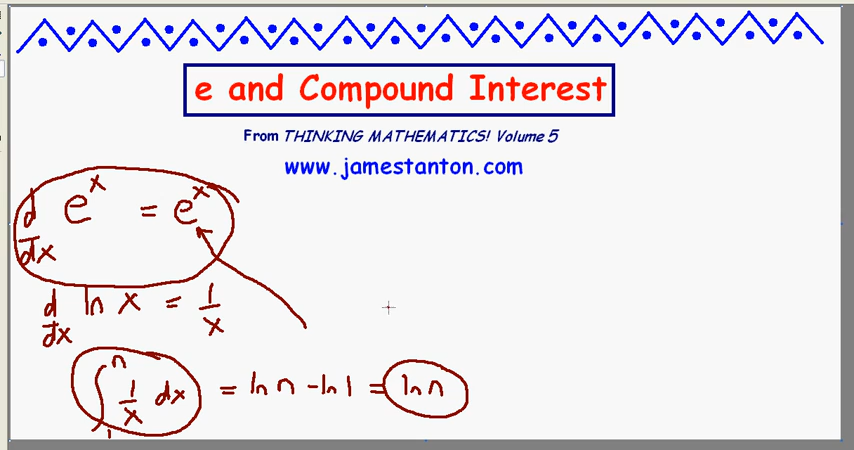 e and Compound Interest
From THINKING MATHEMATICS! Volume 5
www.jamestanton.com
d/dx e^x = e^x
d/dx ln x = 1/x
∫_1^n 1/x dx = ln n - ln 1 = ln n